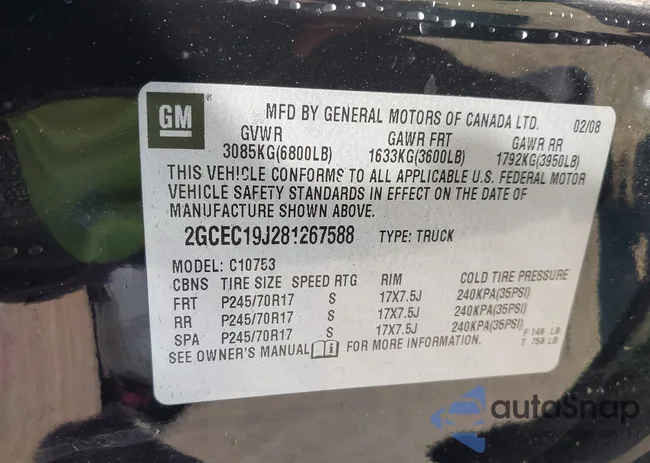 GM
MFD BY GENERAL MOTORS OF CANADA LTD. 02/08
GVWR GAWR FRT GAWR RR
3085KG(6800LB) 1633KG(3600LB) 1792KG(3950LB)
THIS VEHICLE CONFORMS TO ALL APPLICABLE U.S. FEDERAL MOTOR
VEHICLE SAFETY STANDARDS IN EFFECT ON THE DATE OF
MANUFACTURE SHOWN ABOVE.
2GCEC19J281267588 TYPE: TRUCK
MODEL: C10753
CBNS TIRE SIZE SPEED RTG RIM COLD TIRE PRESSURE
FRT P245/70R17 S 17X7.5J 240KPA(35PSI)
RR P245/70R17 S 17X7.5J 240KPA(35PSI)
SPA P245/70R17 S 17X7.5J 240KPA(35PSI)
SEE OWNER'S MANUAL FOR MORE INFORMATION.
F 148 LB
T 758 LB
autoSnap